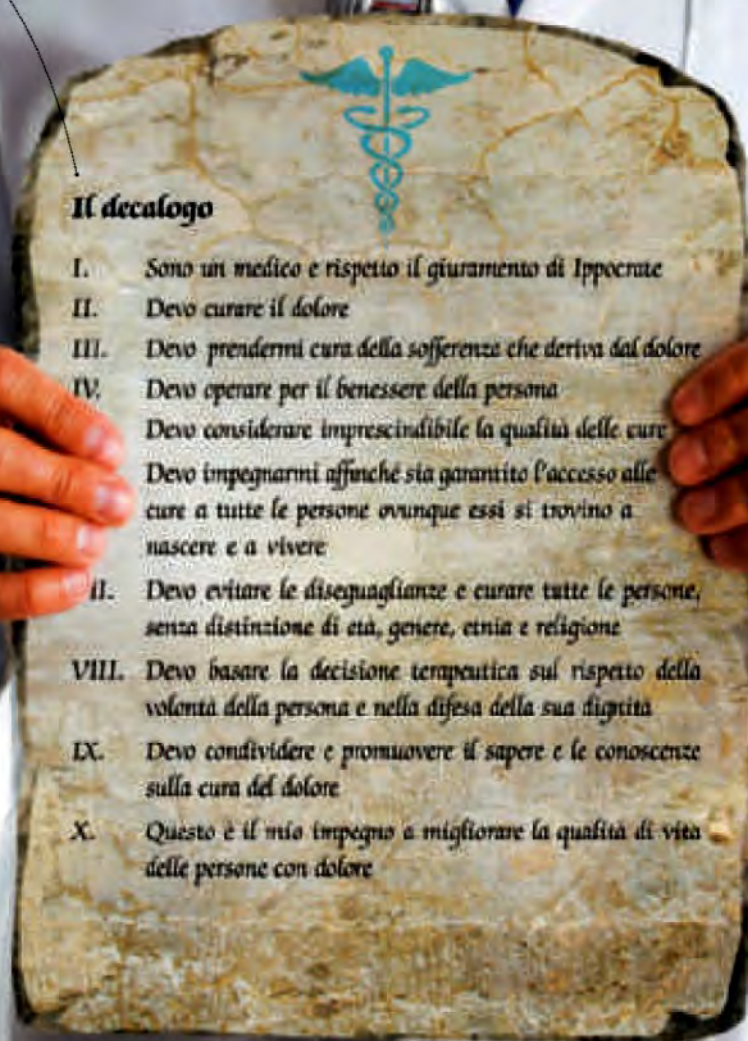 Il decalogo
I. Sono un medico e rispetto il giuramento di Ippocrate
II. Devo curare il dolore
III. Devo prendermi cura della sofferenza che deriva dal dolore
IV. Devo operare per il benessere della persona
Devo considerare imprescindibile la qualità delle cure
Devo impegnarmi affinché sia garantito l'accesso alle
cure a tutte le persone ovunque essi si trovino a
nascere e a vivere
II. Devo evitare le diseguaglianze e curare tutte le persone,
senza distinzione di età, genere, etnia e religione
VIII. Devo basare la decisione terapeutica sul rispetto della
volontà della persona e nella difesa della sua dignità
IX. Devo condividere e promuovere il sapere e le conoscenze
sulla cura del dolore
X. Questo è il mio impegno a migliorare la qualità di vita
delle persone con dolore